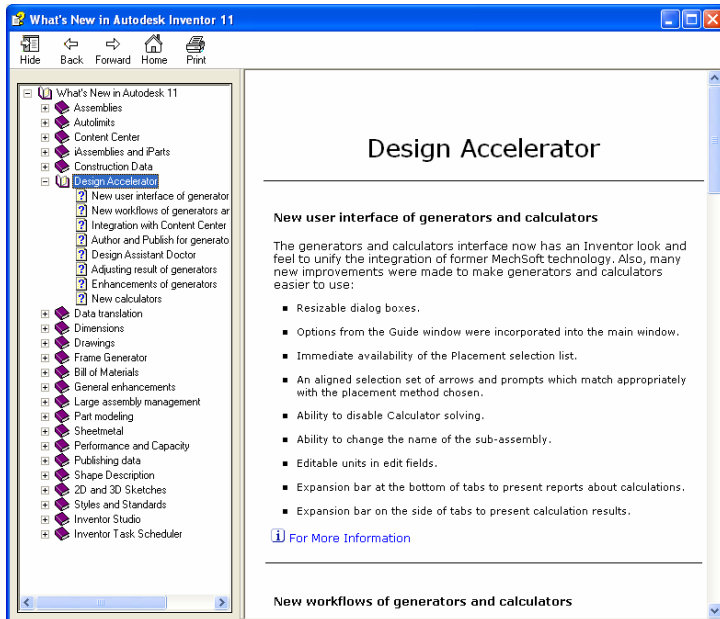 What's New in Autodesk Inventor 11
Hide Back Forward Home Print
What's New in Autodesk 11
Assemblies
Autolimits
Content Center
iAssemblies and iParts
Construction Data
Design Accelerator
New user interface of generator
New workflows of generators ar
Integration with Content Center
Author and Publish for generato
Design Assistant Doctor
Adjusting result of generators
Enhancements of generators
New calculators
Data translation
Dimensions
Drawings
Frame Generator
Bill of Materials
General enhancements
Large assembly management
Part modeling
Sheetmetal
Performance and Capacity
Publishing data
Shape Description
2D and 3D Sketches
Styles and Standards
Inventor Studio
Inventor Task Scheduler
Design Accelerator
New user interface of generators and calculators
The generators and calculators interface now has an Inventor look and
feel to unify the integration of former MechSoft technology. Also, many
new improvements were made to make generators and calculators
easier to use:
Resizable dialog boxes.
Options from the Guide window were incorporated into the main window.
Immediate availability of the Placement selection list.
An aligned selection set of arrows and prompts which match appropriately
with the placement method chosen.
Ability to disable Calculator solving.
Ability to change the name of the sub-assembly.
Editable units in edit fields.
Expansion bar at the bottom of tabs to present reports about calculations.
Expansion bar on the side of tabs to present calculation results.
For More Information
New workflows of generators and calculators